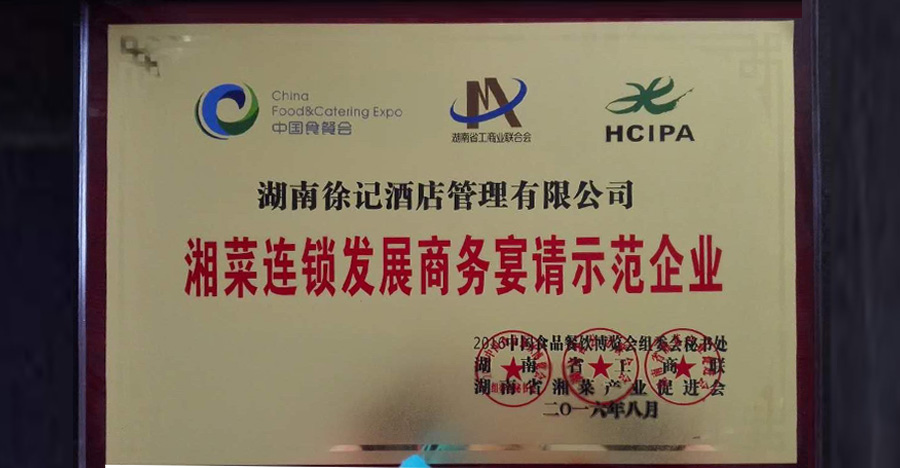 China
Food&Catering Expo
中国食餐会
湖南省工商业联合会
HCIPA
湖南徐记酒店管理有限公司
湘菜连锁发展商务宴请示范企业
2016中国食品餐饮博览会组委会秘书处
湖南省工商联
湖南省湘菜产业促进会
二〇一六年八月